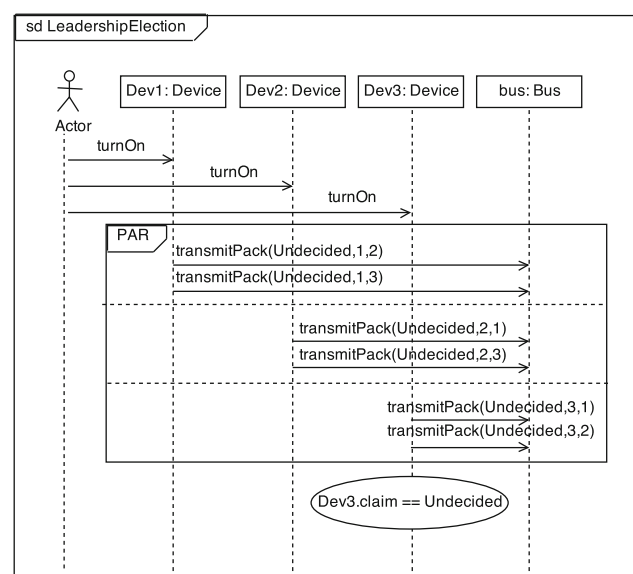 sd LeadershipElection
Dev1: Device
Dev2: Device
Dev3: Device
bus: Bus
Actor
turnOn
turnOn
turnOn
PAR
transmitPack(Undecided,1,2)
transmitPack(Undecided,1,3)
transmitPack(Undecided,2,1)
transmitPack(Undecided,2,3)
transmitPack(Undecided,3,1)
transmitPack(Undecided,3,2)
Dev3.claim == Undecided